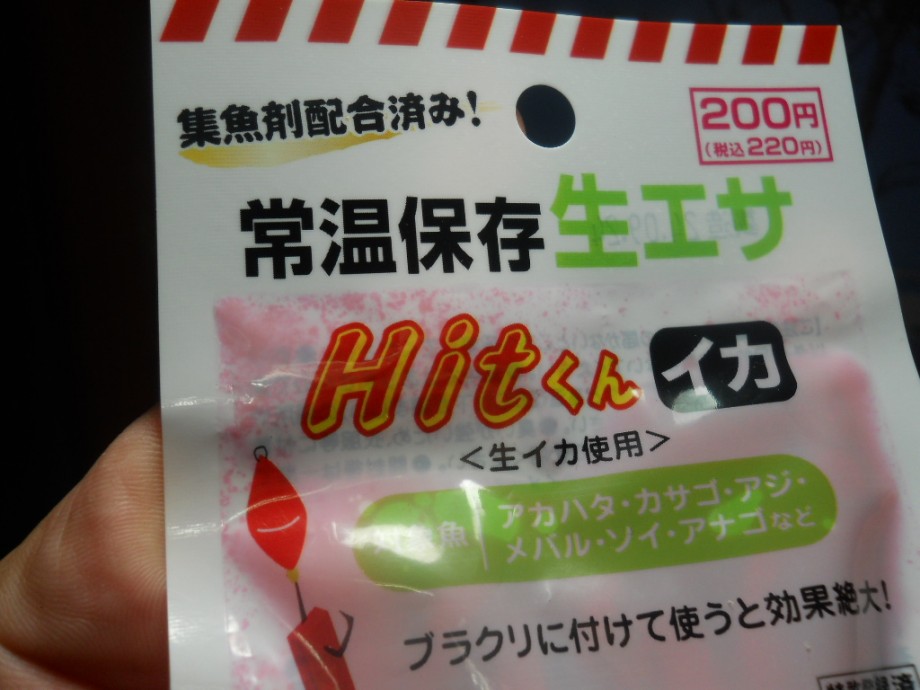 集魚剤配合済み!
200円
(税込220円)
常温保存生エサ
Hitくん イカ
<生イカ使用>
対象魚
アカハタ・カサゴ・アジ・
メバル・ソイ・アナゴなど
ブラクリに付けて使うと効果絶大!